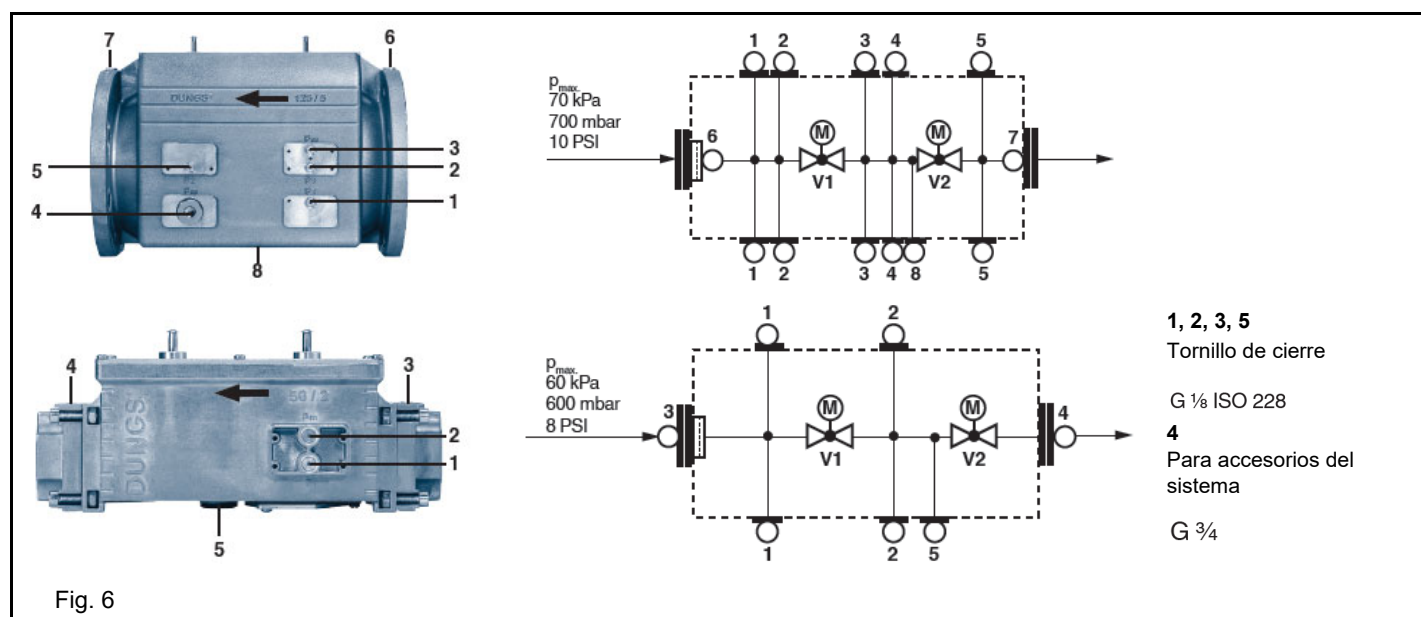 7
6
DUNGS
125/5
3
2
5
1
4
8
1 2 3 4 5
pmax.
70 kPa
700 mbar
10 PSI
6
M
M
7
V1
V2
1 2 3 4 8 5
4
3
DUNGS
50/2
2
1
5
1 2
pmax.
60 kPa
600 mbar
8 PSI
3
M
M
4
V1
V2
1 2 5
1, 2, 3, 5
Tornillo de cierre
G ⅛ ISO 228
4
Para accesorios del
sistema
G ¾
Fig. 6